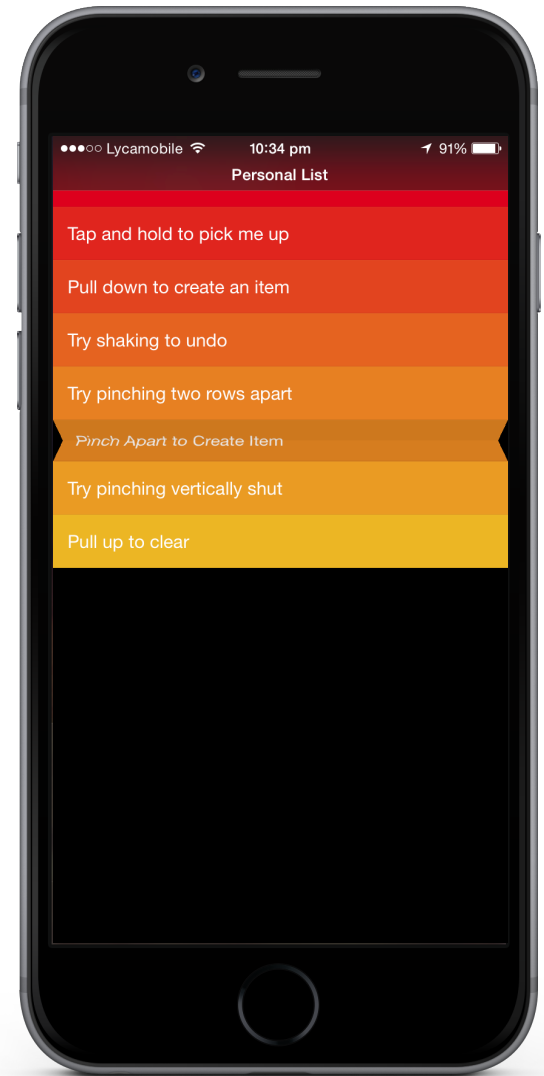 Lycamobile 10:34 pm 91%
Personal List
Tap and hold to pick me up
Pull down to create an item
Try shaking to undo
Try pinching two rows apart
Pinch Apart to Create Item
Try pinching vertically shut
Pull up to clear